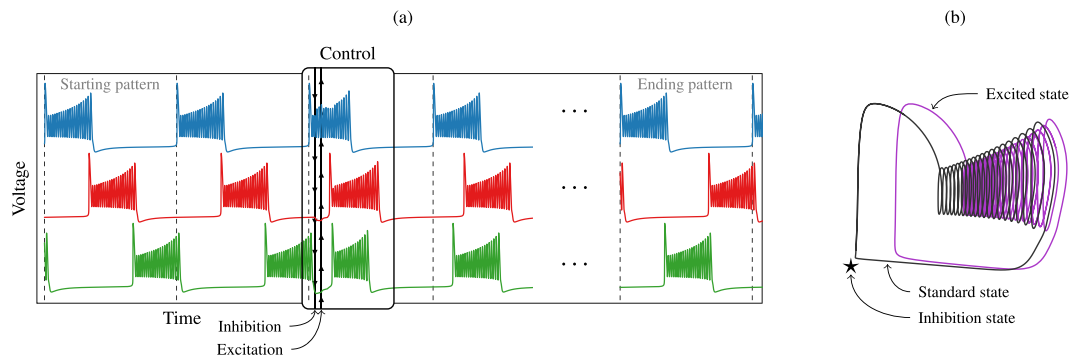 (a)
(b)
Control
Starting pattern
Ending pattern
Voltage
Time
Inhibition
Excitation
Excited state
Standard state
Inhibition state